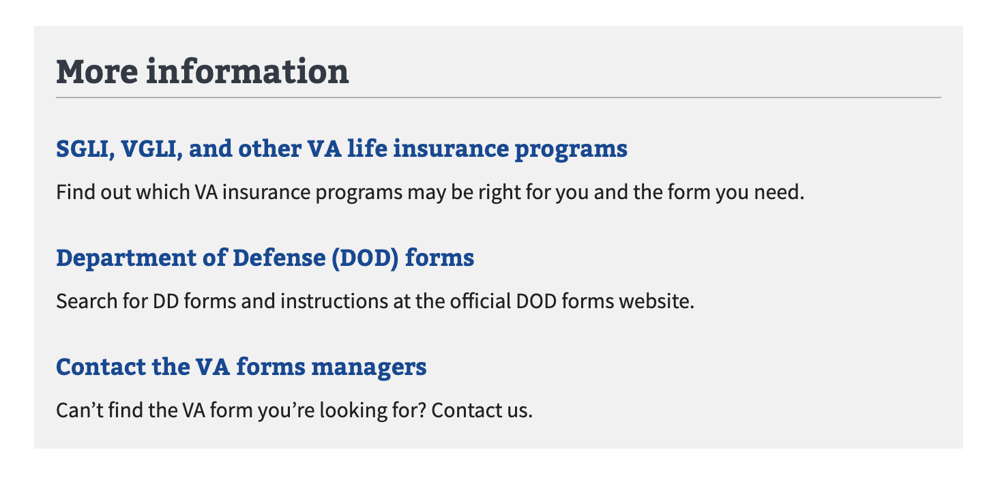 More information
SGLI, VGLI, and other VA life insurance programs
Find out which VA insurance programs may be right for you and the form you need.
Department of Defense (DOD) forms
Search for DD forms and instructions at the official DOD forms website.
Contact the VA forms managers
Can’t find the VA form you’re looking for? Contact us.